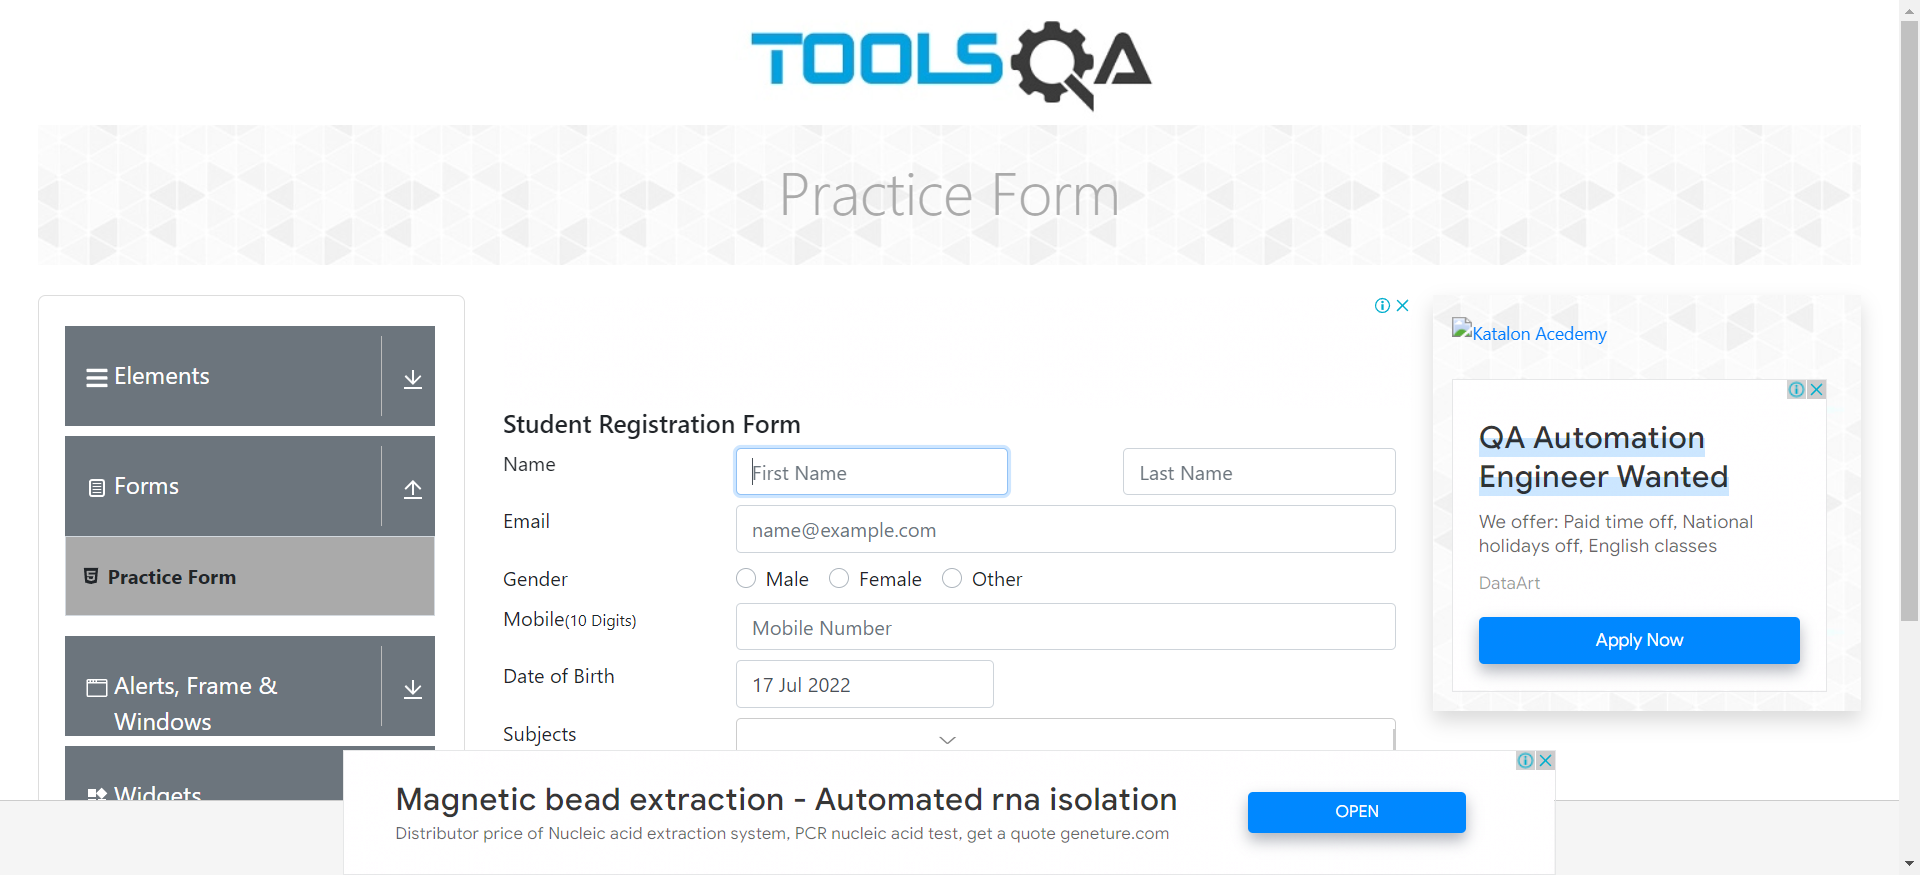 TOOLSQA
Practice Form
Elements
Forms
Practice Form
Alerts, Frame &
Windows
Widgets
Student Registration Form
Name
First Name
Last Name
Email
name@example.com
Gender
Male
Female
Other
Mobile(10 Digits)
Mobile Number
Date of Birth
17 Jul 2022
Subjects
Katalon Acedemy
QA Automation
Engineer Wanted
We offer: Paid time off, National
holidays off, English classes
DataArt
Apply Now
Magnetic bead extraction - Automated rna isolation
Distributor price of Nucleic acid extraction system, PCR nucleic acid test, get a quote geneture.com
OPEN